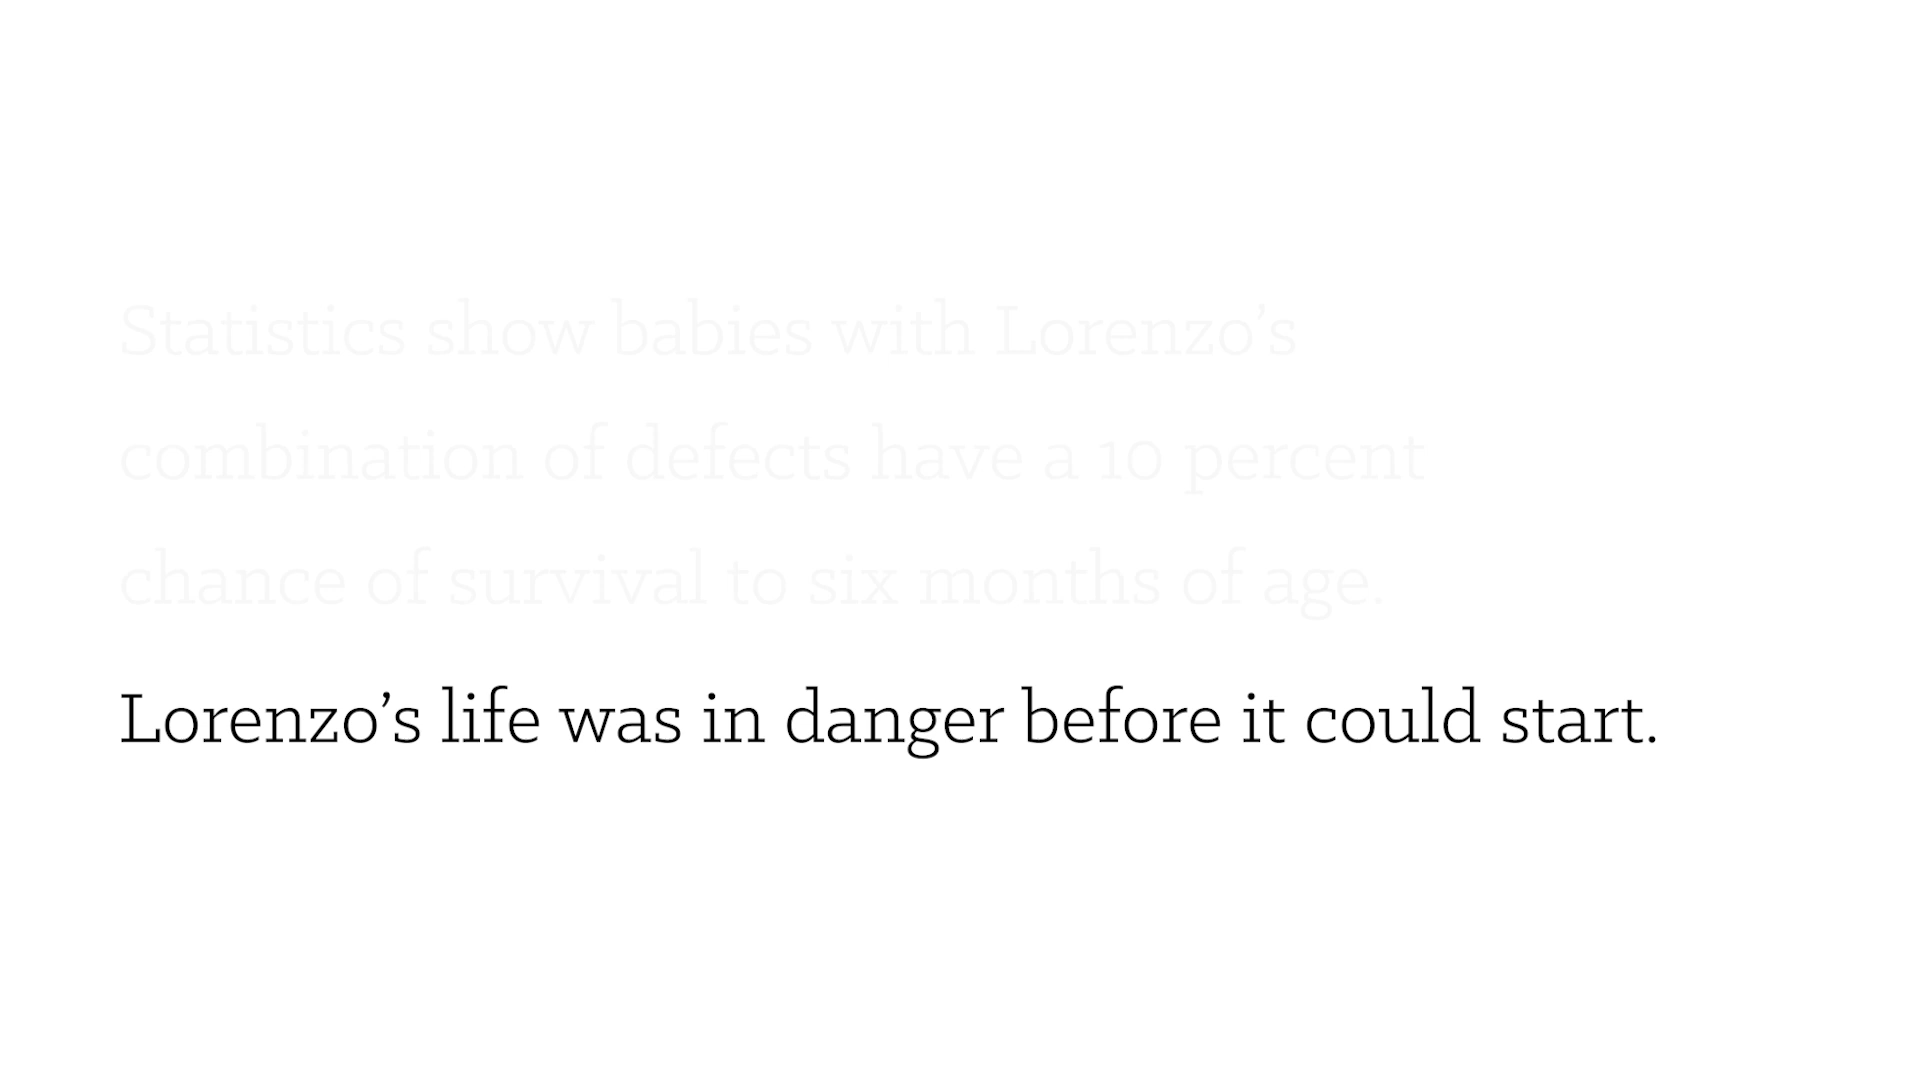 Statistics show babies with Lorenzo’s
combination of defects have a 10 percent
chance of survival to six months of age.
Lorenzo’s life was in danger before it could start.